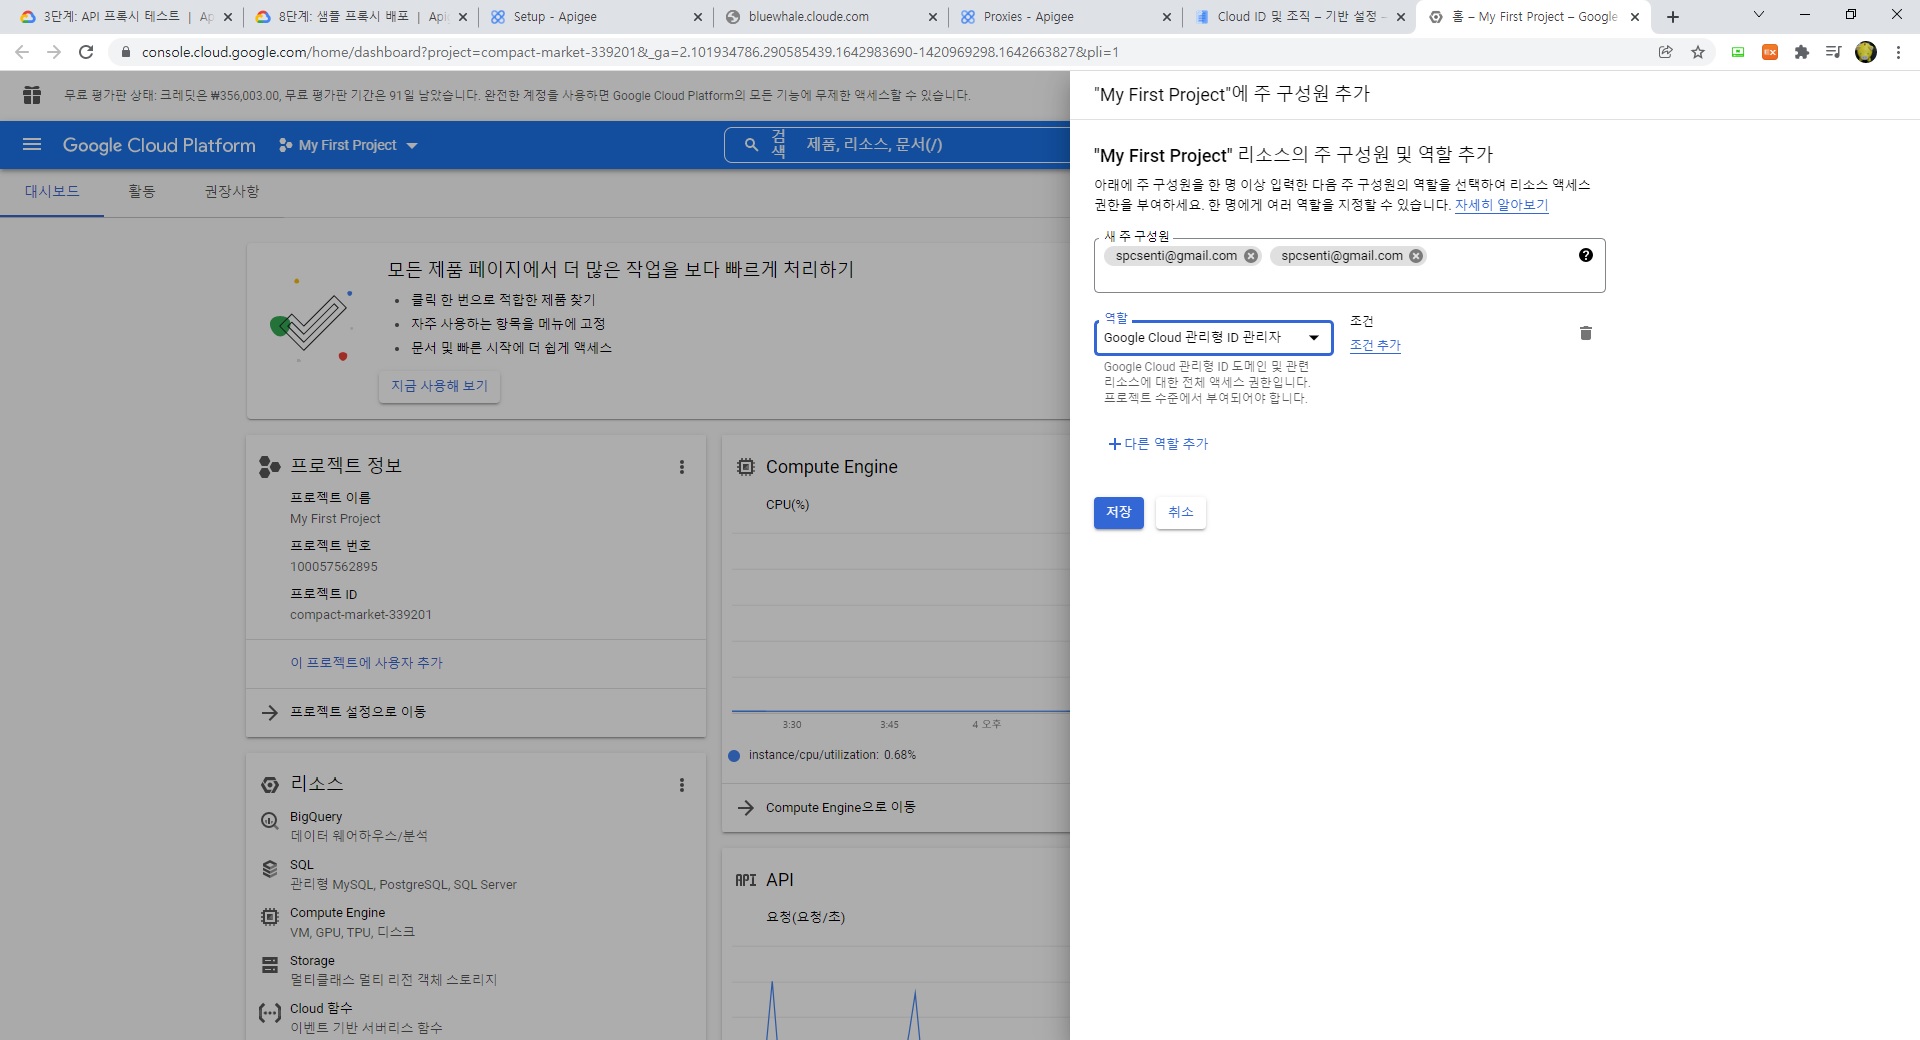 3단계: API 프록시 테스트 | Ap
8단계: 샘플 프록시 배포 | Api
Setup - Apigee
bluewhale.cloude.com
Proxies - Apigee
Cloud ID 및 조직 – 기반 설정 –
홈 – My First Project – Google
console.cloud.google.com/home/dashboard?project=compact-market-339201&_ga=2.101934786.290585439.1642983690-1420969298.1642663827&pli=1
EX
무료 평가판 상태: 크레딧은 ₩356,003.00, 무료 평가판 기간은 91일 남았습니다. 완전한 계정을 사용하면 Google Cloud Platform의 모든 기능에 무제한 액세스할 수 있습니다.
Google Cloud Platform
My First Project
검색
제품, 리소스, 문서(/)
대시보드
활동
권장사항
모든 제품 페이지에서 더 많은 작업을 보다 빠르게 처리하기
클릭 한 번으로 적합한 제품 찾기
자주 사용하는 항목을 메뉴에 고정
문서 및 빠른 시작에 더 쉽게 액세스
지금 사용해 보기
프로젝트 정보
프로젝트 이름
My First Project
프로젝트 번호
100057562895
프로젝트 ID
compact-market-339201
이 프로젝트에 사용자 추가
프로젝트 설정으로 이동
리소스
BigQuery
데이터 웨어하우스/분석
SQL
관리형 MySQL, PostgreSQL, SQL Server
Compute Engine
VM, GPU, TPU, 디스크
Storage
멀티클래스 멀티 리전 객체 스토리지
Cloud 함수
이벤트 기반 서버리스 함수
Compute Engine
CPU(%)
3:30
3:45
4 오후
instance/cpu/utilization: 0.68%
Compute Engine으로 이동
API
API
요청(요청/초)
"My First Project"에 주 구성원 추가
"My First Project" 리소스의 주 구성원 및 역할 추가
아래에 주 구성원을 한 명 이상 입력한 다음 주 구성원의 역할을 선택하여 리소스 액세스
권한을 부여하세요. 한 명에게 여러 역할을 지정할 수 있습니다. 자세히 알아보기
새 주 구성원
spcsenti@gmail.com
spcsenti@gmail.com
역할
Google Cloud 관리형 ID 관리자
조건
조건 추가
Google Cloud 관리형 ID 도메인 및 관련
리소스에 대한 전체 액세스 권한입니다.
프로젝트 수준에서 부여되어야 합니다.
다른 역할 추가
저장
취소